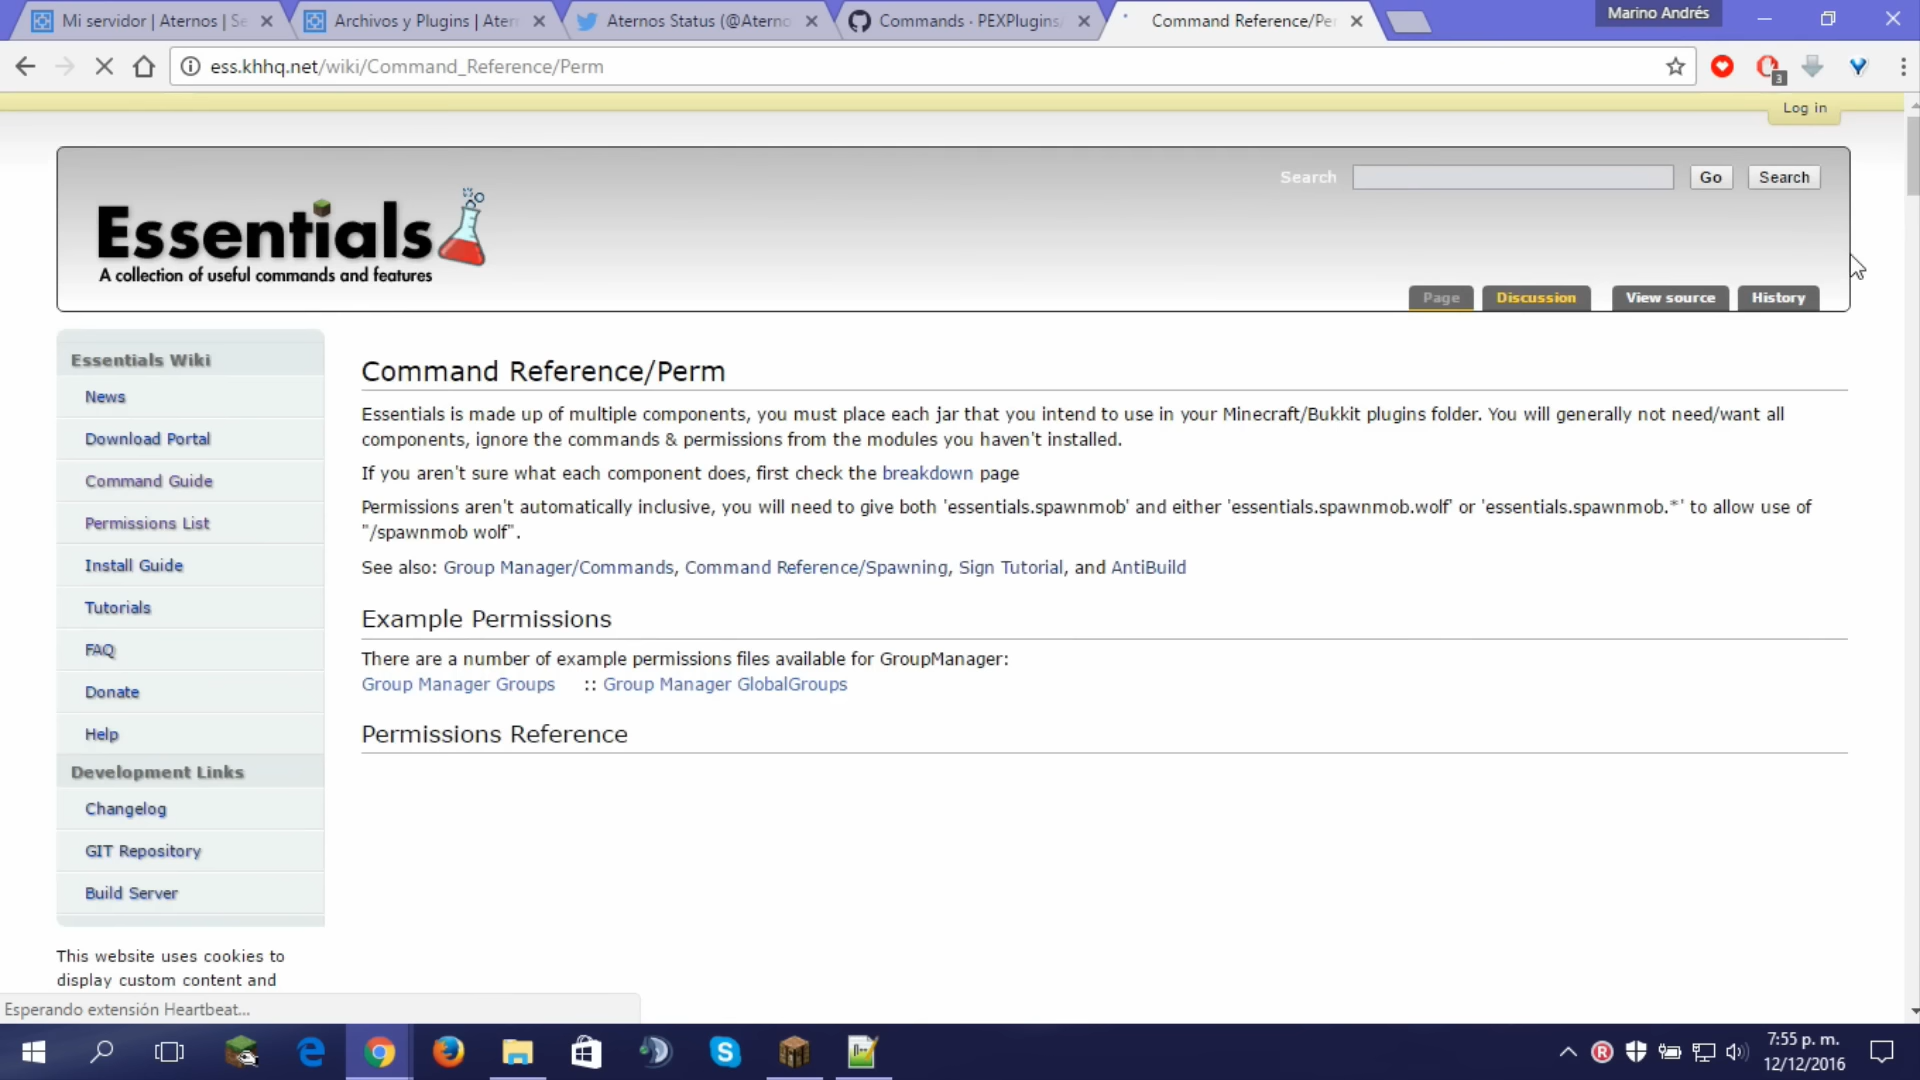 Mi servidor | Aternos | Se
Archivos y Plugins | Atern
Aternos Status (@Aterno
Commands · PEXPlugins/
Command Reference/Per
Marino Andrés
ess.khhq.net/wiki/Command_Reference/Perm
3
Log in
Search
Go
Search
Essentials
A collection of useful commands and features
Page
Discussion
View source
History
Essentials Wiki
News
Download Portal
Command Guide
Permissions List
Install Guide
Tutorials
FAQ
Donate
Help
Development Links
Changelog
GIT Repository
Build Server
This website uses cookies to
display custom content and
Command Reference/Perm
Essentials is made up of multiple components, you must place each jar that you intend to use in your Minecraft/Bukkit plugins folder. You will generally not need/want all
components, ignore the commands & permissions from the modules you haven't installed.
If you aren't sure what each component does, first check the breakdown page
Permissions aren't automatically inclusive, you will need to give both 'essentials.spawnmob' and either 'essentials.spawnmob.wolf' or 'essentials.spawnmob.*' to allow use of
"/spawnmob wolf".
See also: Group Manager/Commands, Command Reference/Spawning, Sign Tutorial, and AntiBuild
Example Permissions
There are a number of example permissions files available for GroupManager:
Group Manager Groups :: Group Manager GlobalGroups
Permissions Reference
Esperando extensión Heartbeat...
7:55 p. m.
12/12/2016